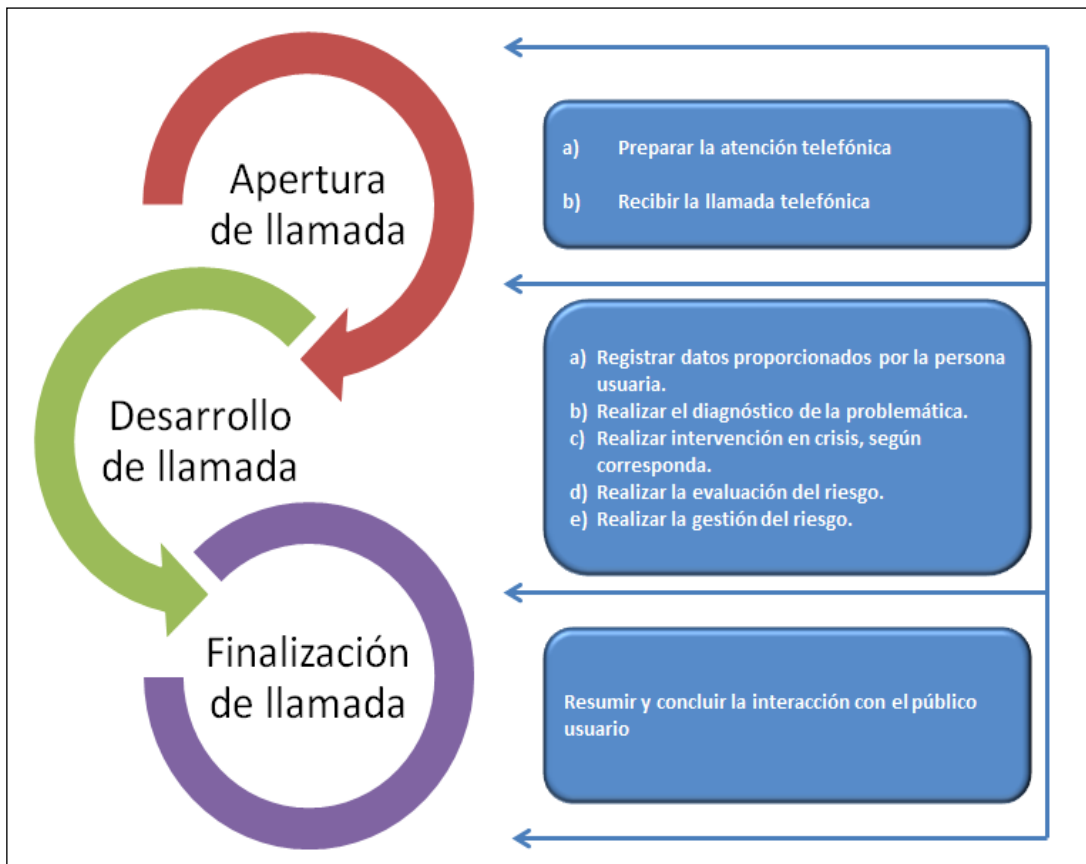 Apertura
de llamada
a) Preparar la atención telefónica
b) Recibir la llamada telefónica
Desarrollo
de llamada
a) Registrar datos proporcionados por la persona
usuaria.
b) Realizar el diagnóstico de la problemática.
c) Realizar intervención en crisis, según
corresponda.
d) Realizar la evaluación del riesgo.
e) Realizar la gestión del riesgo.
Finalización
de llamada
Resumir y concluir la interacción con el público
usuario